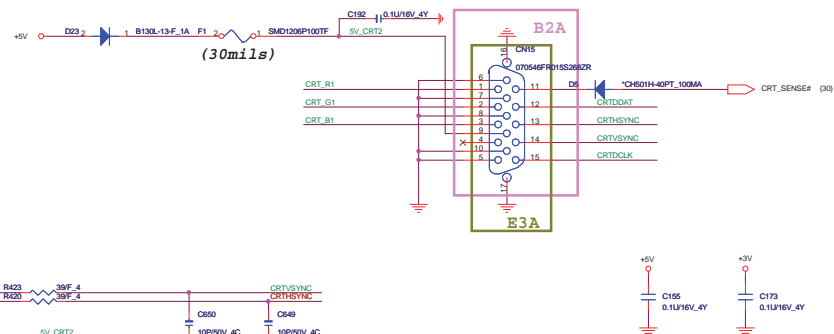 C192 0.1U/16V_4Y
+5V D23 2 1 B130L-13-F_1A F1 2 1 SMD1206P100TF 5V_CRT2
(30mils)
B2A
16
CN15
070546FR015S268ZR
6
CRT_R1 1 11 D5 *CH501H-40PT_100MA CRT_SENSE# (30)
7
CRT_G1 2 12 CRTDDAT
8
CRT_B1 3 13 CRTHSYNC
9
4 14 CRTVSYNC
10
5 15 CRTDCLK
17
E3A
R423 39/F_4 CRTVSYNC
R420 39/F_4 CRTHSYNC
C650 C649
10P/50V_4C 10P/50V_4C
5V_CRT2
+5V +3V
C155 C173
0.1U/16V_4Y 0.1U/16V_4Y